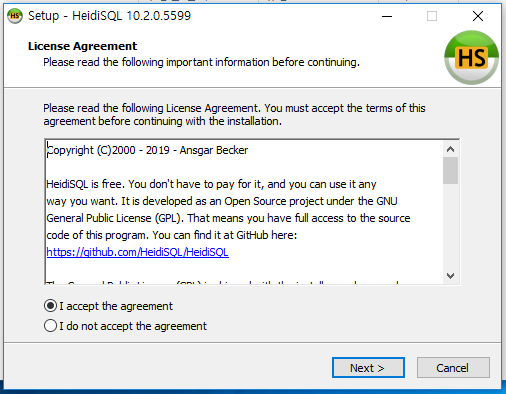 Setup - HeidiSQL 10.2.0.5599
License Agreement
Please read the following important information before continuing.
HS
Please read the following License Agreement. You must accept the terms of this
agreement before continuing with the installation.
Copyright (C)2000 - 2019 - Ansgar Becker
HeidiSQL is free. You don't have to pay for it, and you can use it any
way you want. It is developed as an Open Source project under the GNU
General Public License (GPL). That means you have full access to the source
code of this program. You can find it at GitHub here:
https://github.com/HeidiSQL/HeidiSQL
I accept the agreement
I do not accept the agreement
Next >
Cancel